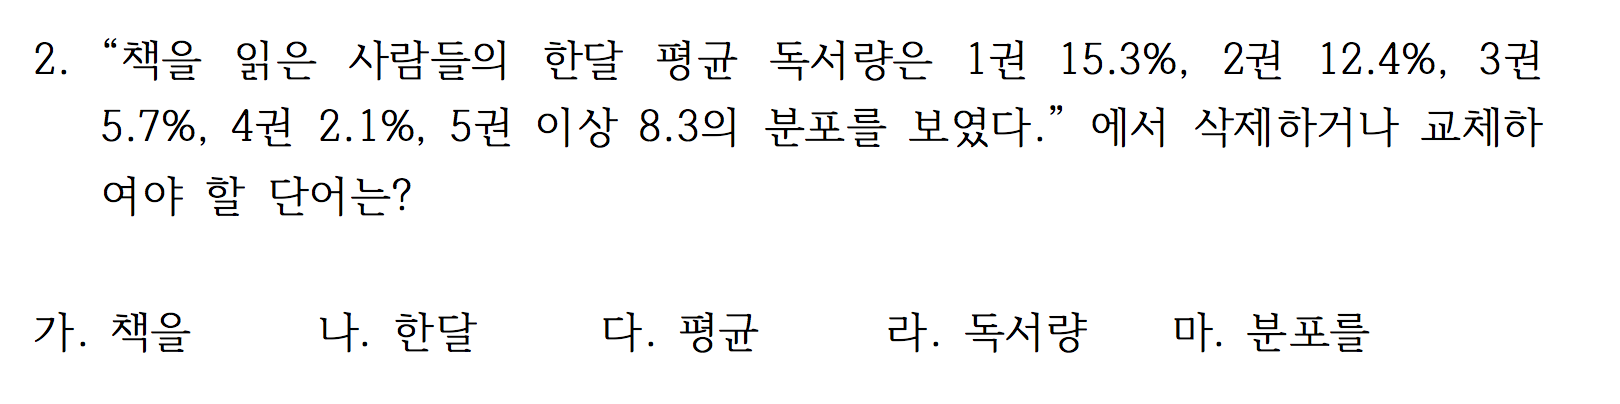 2. “책을 읽은 사람들의 한달 평균 독서량은 1권 15.3%, 2권 12.4%, 3권
5.7%, 4권 2.1%, 5권 이상 8.3의 분포를 보였다.” 에서 삭제하거나 교체하
여야 할 단어는?
가. 책을 나. 한달 다. 평균 라. 독서량 마. 분포를